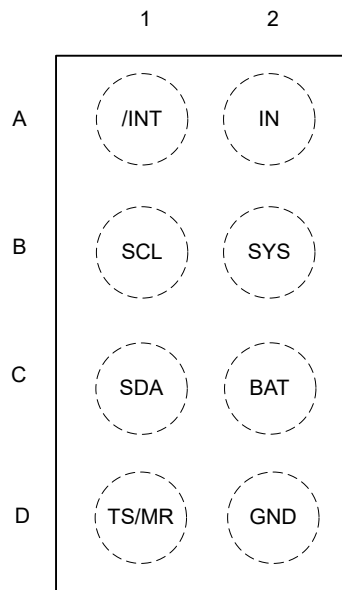 1 2
A /INT IN
B SCL SYS
C SDA BAT
D TS/MR GND